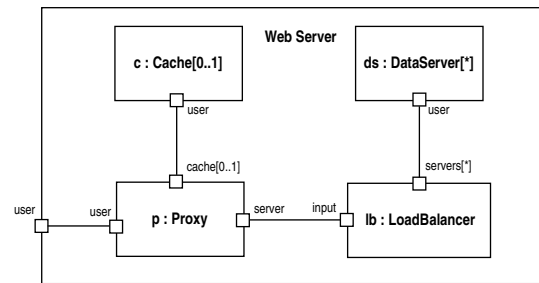 Web Server
c : Cache[0..1]
ds : DataServer[*]
user
user
cache[0..1]
servers[*]
user
user
p : Proxy
server
input
lb : LoadBalancer